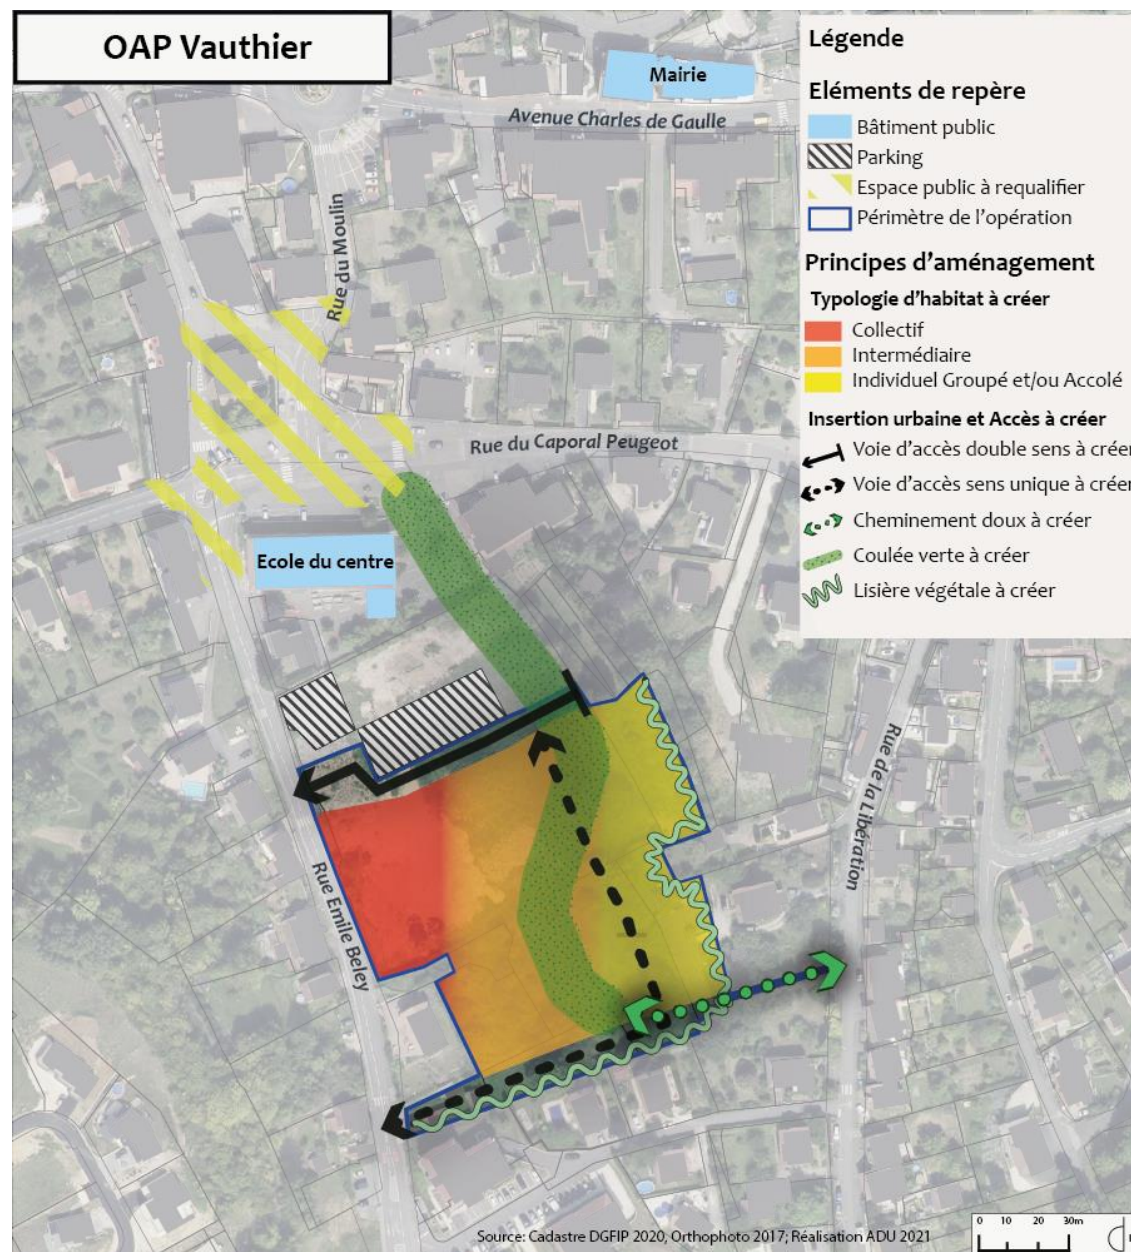 OAP Vauthier
Mairie
Avenue Charles de Gaulle
Rue du Moulin
Rue du Caporal Peugeot
Ecole du centre
Rue Emile Beley
Rue de la Libération
Légende
Eléments de repère
Bâtiment public
Parking
Espace public à requalifier
Périmètre de l'opération
Principes d'aménagement
Typologie d'habitat à créer
Collectif
Intermédiaire
Individuel Groupé et/ou Accolé
Insertion urbaine et Accès à créer
Voie d'accès double sens à créer
Voie d'accès sens unique à créer
Cheminement doux à créer
Coulée verte à créer
Lisière végétale à créer
Source: Cadastre DGFIP 2020, Orthophoto 2017; Réalisation ADU 2021
0 10 20 30m